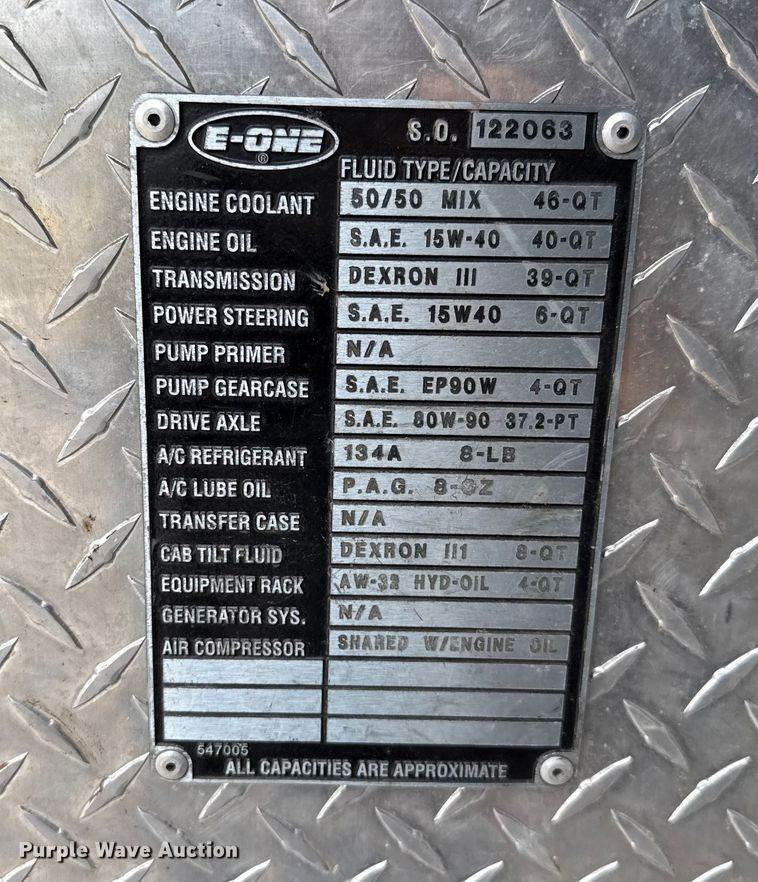 E-ONE ®
S.O. 122063
FLUID TYPE/CAPACITY
ENGINE COOLANT 50/50 MIX 46-QT
ENGINE OIL S.A.E. 15W-40 40-QT
TRANSMISSION DEXRON III 39-QT
POWER STEERING S.A.E. 15W40 6-QT
PUMP PRIMER N/A
PUMP GEARCASE S.A.E. EP90W 4-QT
DRIVE AXLE S.A.E. 80W-90 37.2-PT
A/C REFRIGERANT 134A 8-LB
A/C LUBE OIL P.A.G. 8-OZ
TRANSFER CASE N/A
CAB TILT FLUID DEXRON II1 8-QT
EQUIPMENT RACK AW-32 HYD-OIL 4-QT
GENERATOR SYS. N/A
AIR COMPRESSOR SHARED W/ENGINE OIL
547005
ALL CAPACITIES ARE APPROXIMATE
Purple Wave Auction